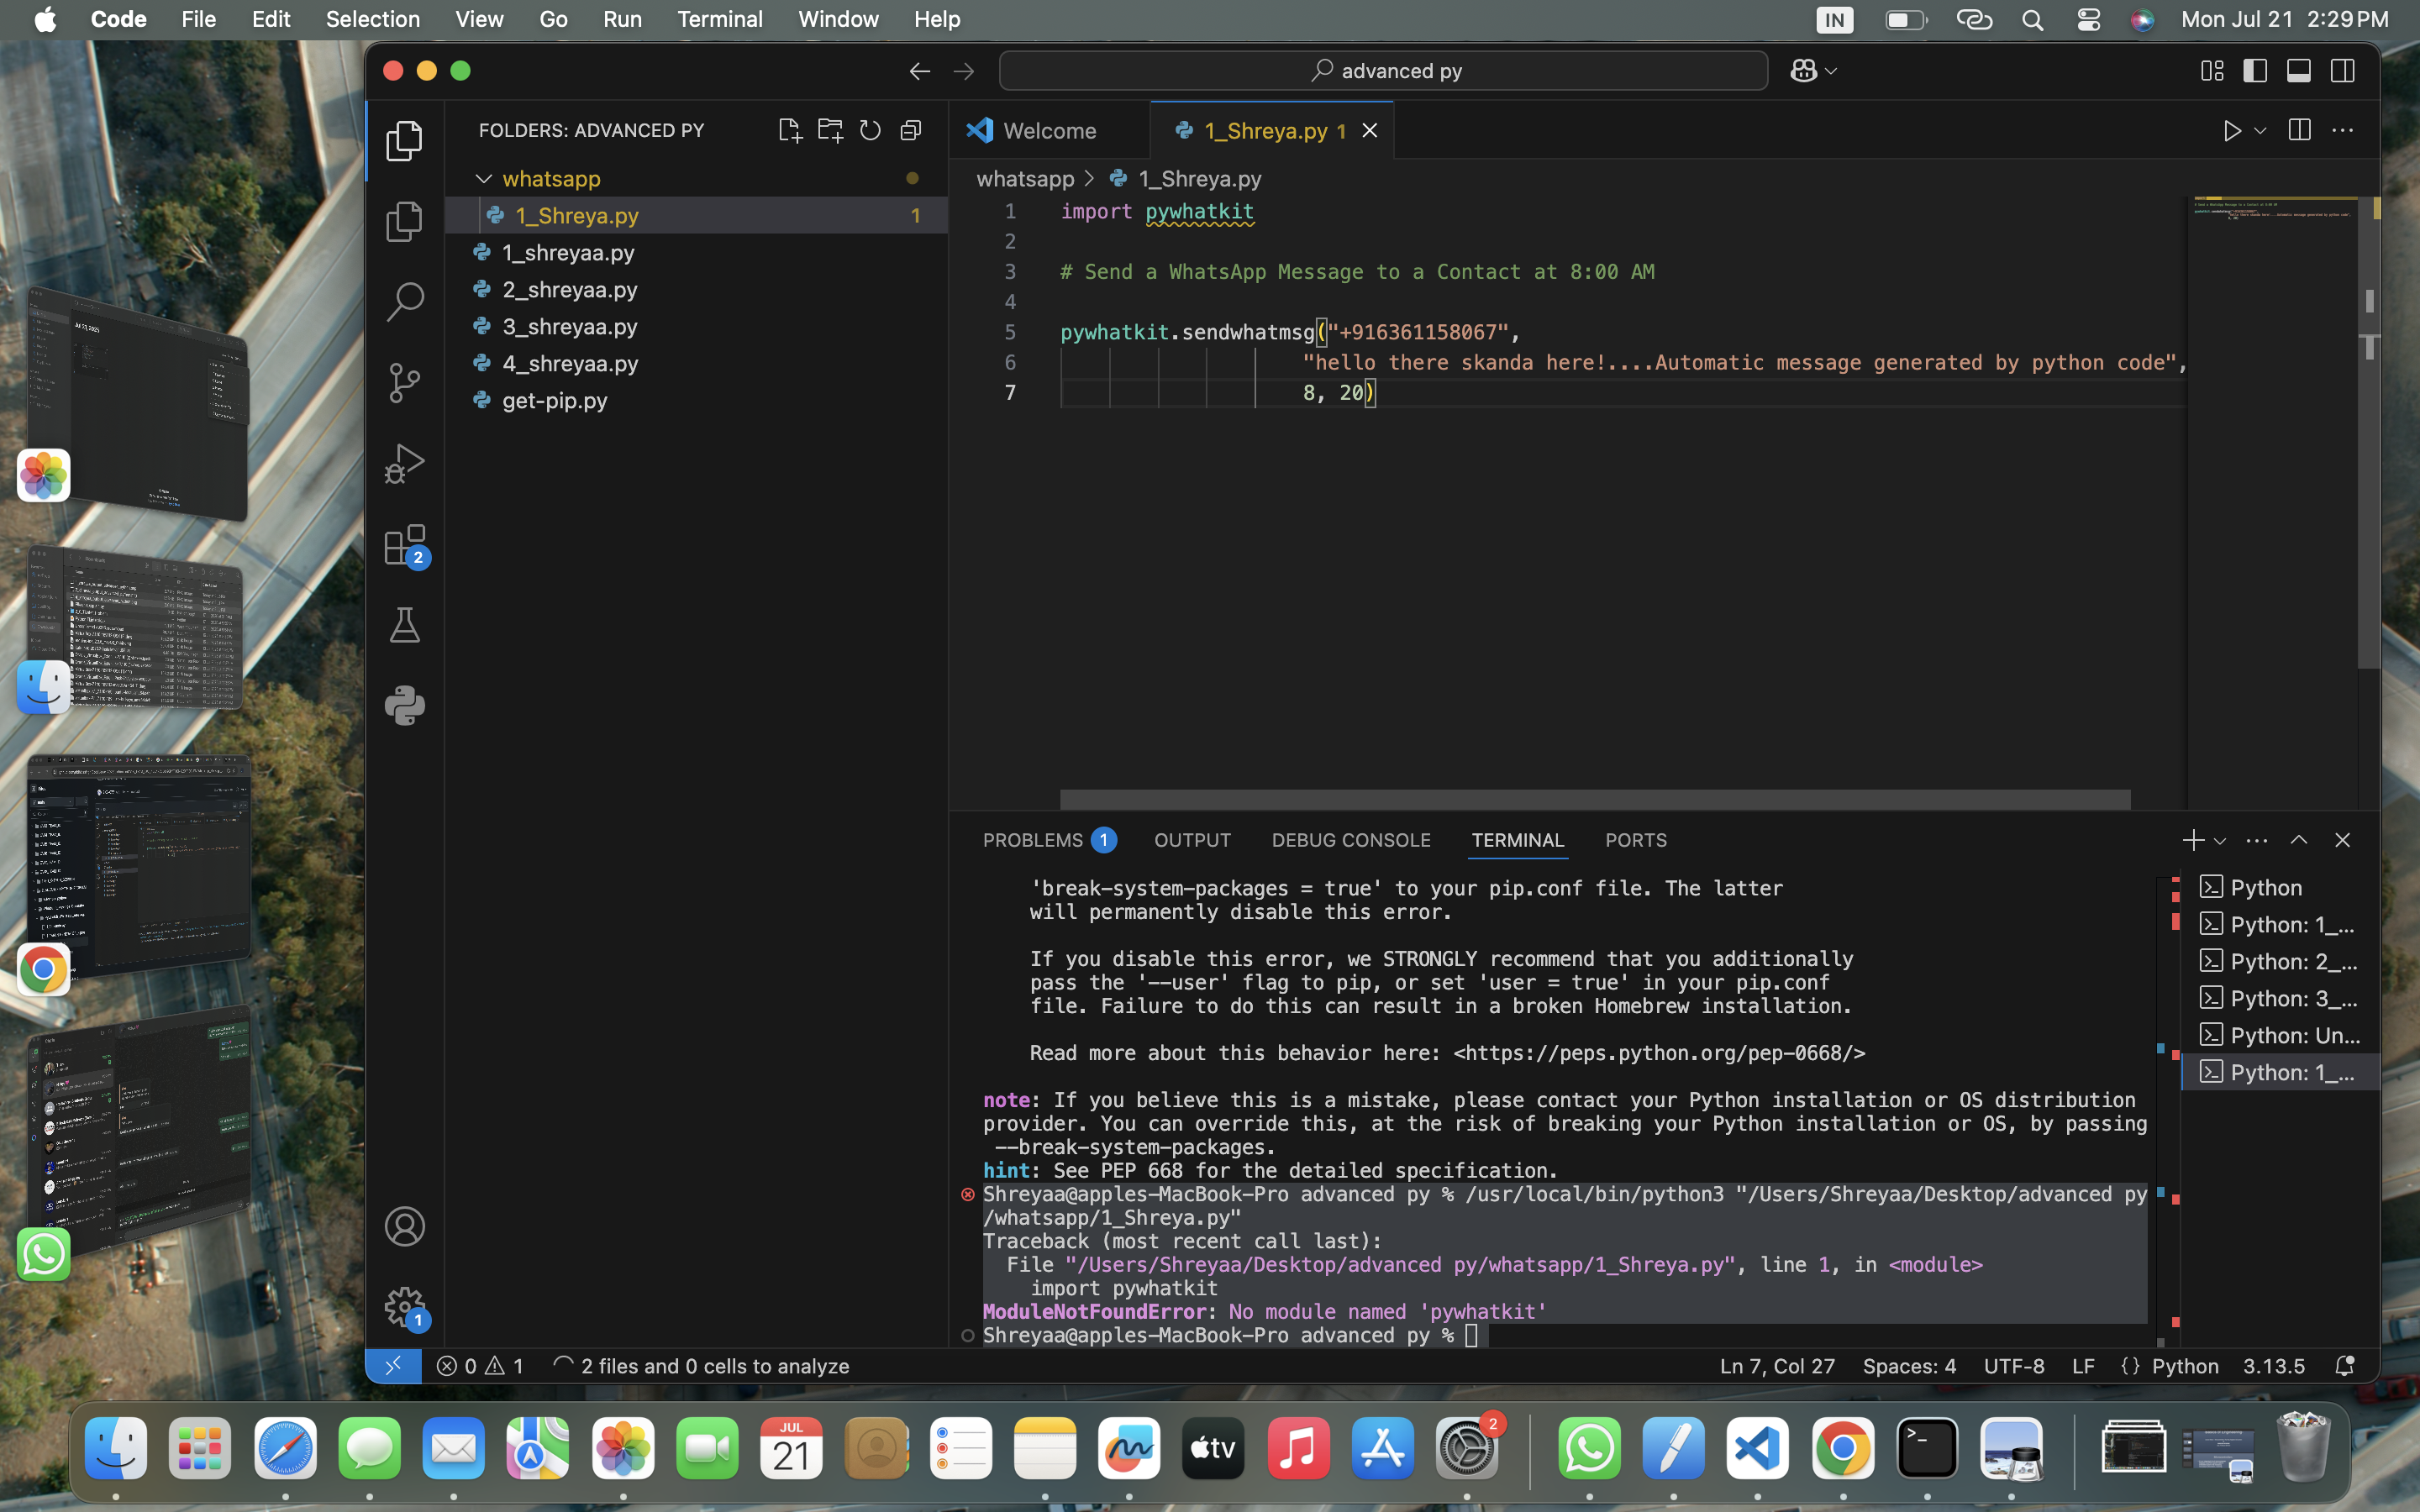 Code File Edit Selection View Go Run Terminal Window Help
IN Mon Jul 21 2:29 PM
advanced py
FOLDERS: ADVANCED PY
whatsapp
1_Shreya.py 1
1_shreyaa.py
2_shreyaa.py
3_shreyaa.py
4_shreyaa.py
get-pip.py
2
1
Welcome
1_Shreya.py 1
whatsapp > 1_Shreya.py
1 import pywhatkit
2
3 # Send a WhatsApp Message to a Contact at 8:00 AM
4
5 pywhatkit.sendwhatmsg("+916361158067",
6 "hello there skanda here!....Automatic message generated by python code",
7 8, 20)
PROBLEMS 1 OUTPUT DEBUG CONSOLE TERMINAL PORTS
'break-system-packages = true' to your pip.conf file. The latter
will permanently disable this error.
If you disable this error, we STRONGLY recommend that you additionally
pass the '--user' flag to pip, or set 'user = true' in your pip.conf
file. Failure to do this can result in a broken Homebrew installation.
Read more about this behavior here: <https://peps.python.org/pep-0668/>
note: If you believe this is a mistake, please contact your Python installation or OS distribution
provider. You can override this, at the risk of breaking your Python installation or OS, by passing
--break-system-packages.
hint: See PEP 668 for the detailed specification.
Shreyaa@apples-MacBook-Pro advanced py % /usr/local/bin/python3 "/Users/Shreyaa/Desktop/advanced py
/whatsapp/1_Shreya.py"
Traceback (most recent call last):
File "/Users/Shreyaa/Desktop/advanced py/whatsapp/1_Shreya.py", line 1, in <module>
import pywhatkit
ModuleNotFoundError: No module named 'pywhatkit'
Shreyaa@apples-MacBook-Pro advanced py %
Python
Python: 1_...
Python: 2_...
Python: 3_...
Python: Un...
Python: 1_...
0 1 2 files and 0 cells to analyze
Ln 7, Col 27 Spaces: 4 UTF-8 LF {} Python 3.13.5
JUL
21
tv
2